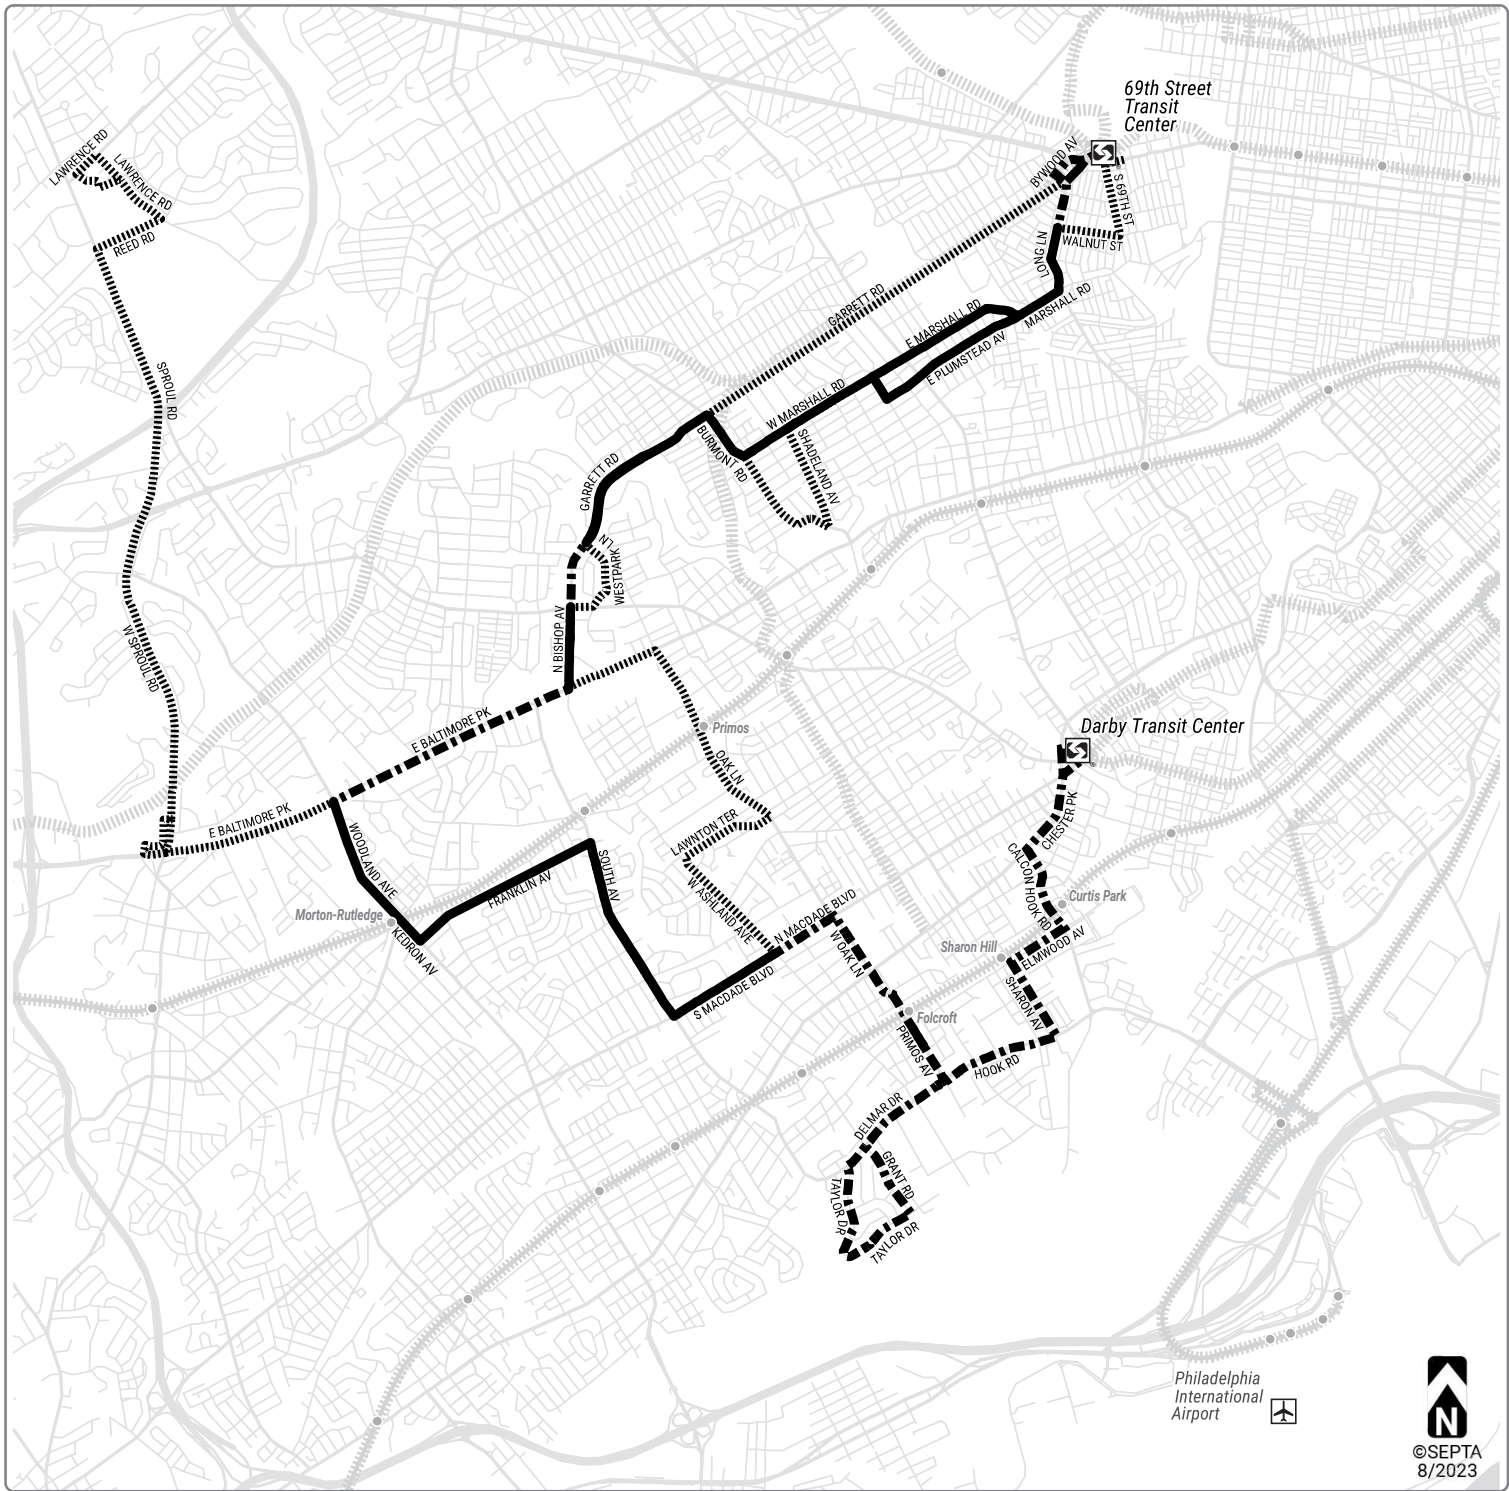 69th Street
Transit
Center
LAWRENCE RD
LAWRENCE RD
REED RD
BYWOOD AV
S 69TH ST
WALNUT ST
LONG LN
MARSHALL RD
GARRETT RD
E MARSHALL RD
E PLUMSTEAD AV
SPROUL RD
W MARSHALL RD
BURMONT RD
SHADELAND AV
GARRETT RD
WESTPARK
LN
N BISHOP AV
W SPROUL RD
E BALTIMORE PK
Primos
Darby Transit Center
OAK LN
CHESTER PK
E BALTIMORE PK
LAWNTON TER
WOODLAND AVE
SOUTH AV
FRANKLIN AV
W ASHLAND AVE
CALCON HOOK RD
Curtis Park
Morton-Rutledge
KEDRON AV
N MACDADE BLVD
W OAK LN
Sharon Hill
ELMWOOD AV
S MACDADE BLVD
SHARON AV
Folcroft
PRIMOS AV
HOOK RD
DELMAR DR
GRANT RD
TAYLOR DR
TAYLOR DR
Philadelphia
International
Airport
N
©SEPTA
8/2023